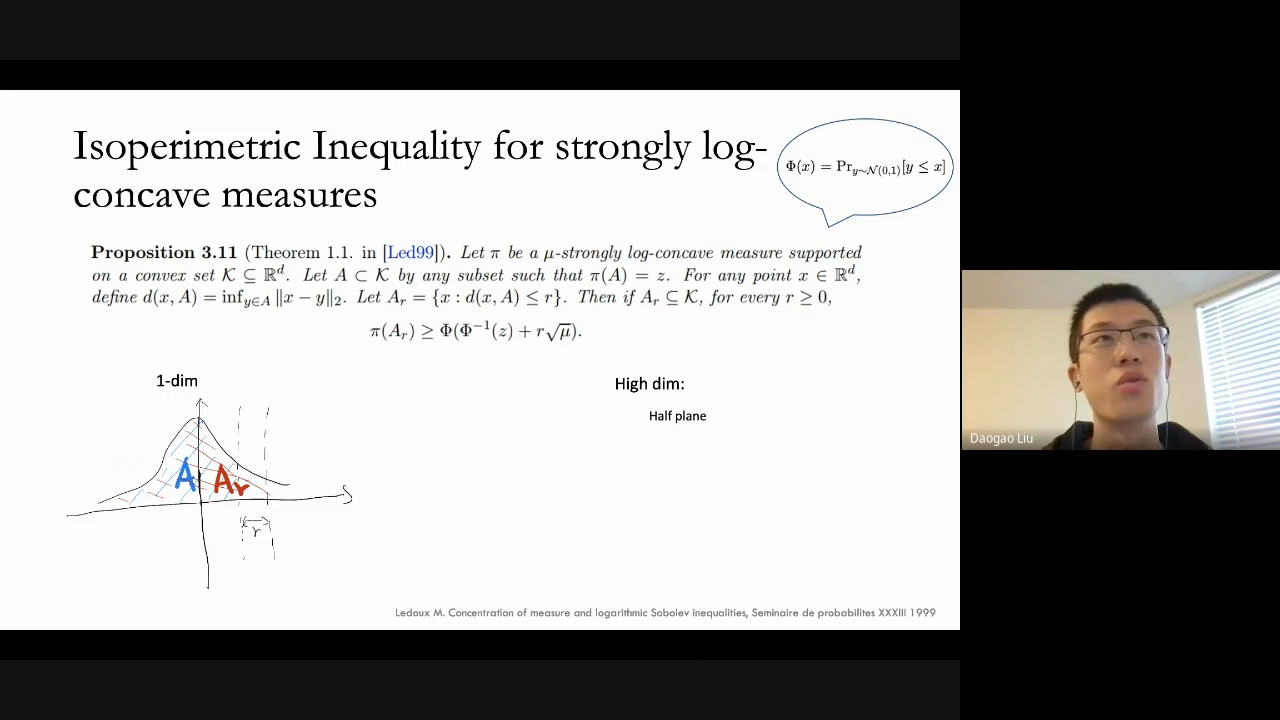 Isoperimetric Inequality for strongly log-
concave measures
Φ(x) = Pr_{y∼𝒩(0,1)}[y ≤ x]
Proposition 3.11 (Theorem 1.1. in [Led99]). Let π be a μ-strongly log-concave measure supported
on a convex set 𝒦 ⊆ ℝ^d. Let A ⊂ 𝒦 by any subset such that π(A) = z. For any point x ∈ ℝ^d,
define d(x, A) = inf_{y∈A} ‖x − y‖₂. Let A_r = {x : d(x, A) ≤ r}. Then if A_r ⊆ 𝒦, for every r ≥ 0,
π(A_r) ≥ Φ(Φ^{−1}(z) + r√μ).
1-dim
High dim:
Half plane
A
A_r
r
Ledoux M. Concentration of measure and logarithmic Sobolev inequalities, Seminaire de probabilites XXXIII 1999
Daogao Liu